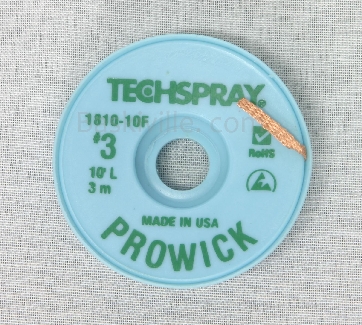 TECHSPRAY®
1810-10F
#3
10' L
3 m
RoHS
MADE IN USA
PROWICK